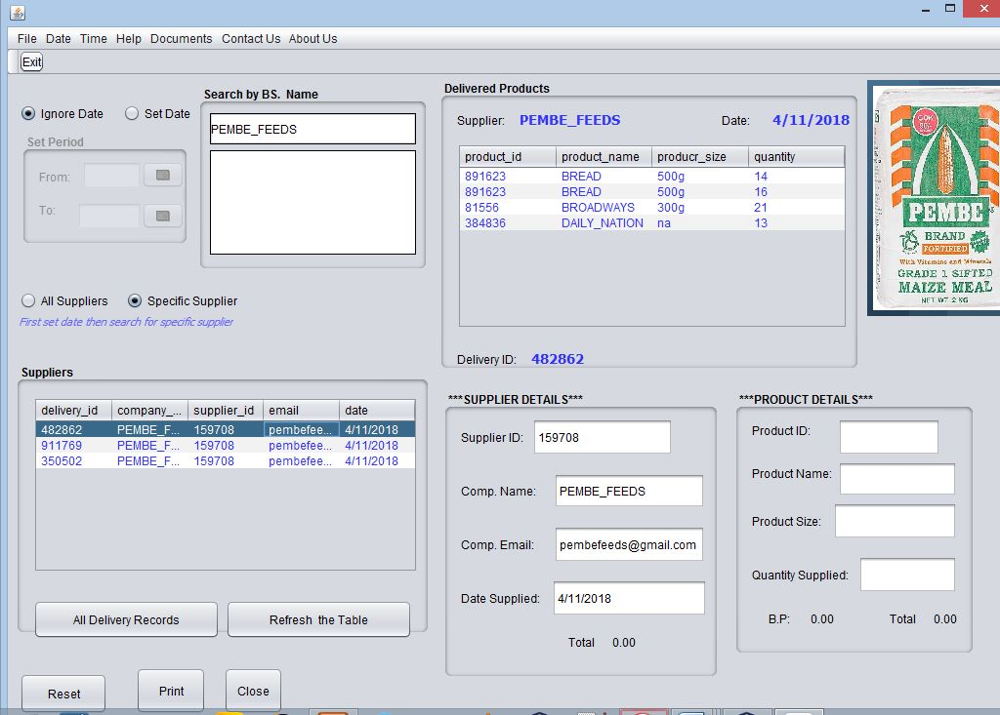 File Date Time Help Documents Contact Us About Us
Exit
Ignore Date Set Date
Set Period
From:
To:
Search by BS. Name
PEMBE_FEEDS
All Suppliers Specific Supplier
First set date then search for specific supplier
Delivered Products
Supplier: PEMBE_FEEDS Date: 4/11/2018
product_id product_name producr_size quantity
891623 BREAD 500g 14
891623 BREAD 500g 16
81556 BROADWAYS 300g 21
384836 DAILY_NATION na 13
Delivery ID: 482862
PEMBE
BRAND
FORTIFIED
With Vitamins and Minerals
GRADE 1 SIFTED
MAIZE MEAL
NET WT. 2 KG
Suppliers
delivery_id company_... supplier_id email date
482862 PEMBE_F... 159708 pembefee... 4/11/2018
911769 PEMBE_F... 159708 pembefee... 4/11/2018
350502 PEMBE_F... 159708 pembefee... 4/11/2018
All Delivery Records Refresh the Table
Reset Print Close
***SUPPLIER DETAILS***
Supplier ID: 159708
Comp. Name: PEMBE_FEEDS
Comp. Email: pembefeeds@gmail.com
Date Supplied: 4/11/2018
Total 0.00
***PRODUCT DETAILS***
Product ID:
Product Name:
Product Size:
Quantity Supplied:
B.P: 0.00 Total 0.00